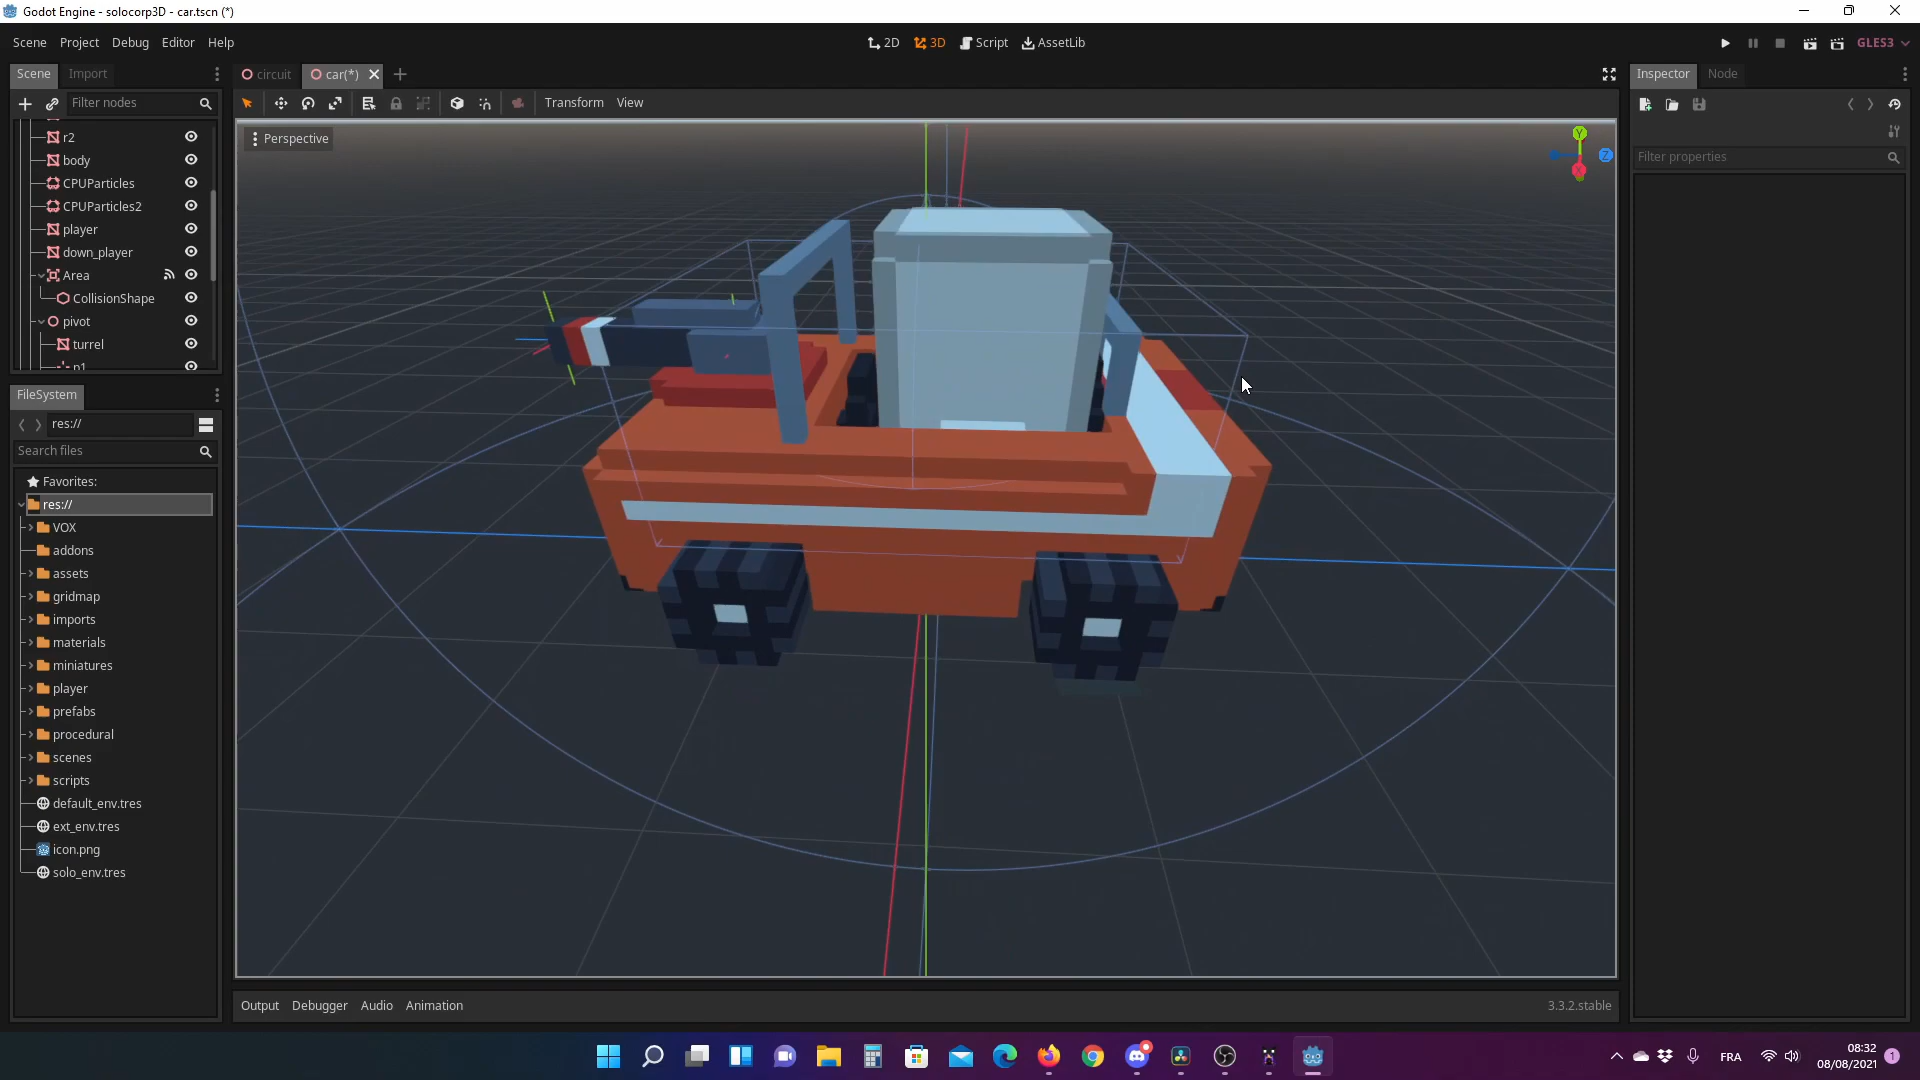 Godot Engine - solocorp3D - car.tscn (*)
Scene Project Debug Editor Help
2D 3D Script AssetLib
GLES3
Scene Import
circuit car(*)
Inspector Node
Filter nodes
Transform View
Perspective
Y
Z
X
Filter properties
r2
body
CPUParticles
CPUParticles2
player
down_player
Area
CollisionShape
pivot
turrel
p1
FileSystem
res://
Search files
Favorites:
res://
VOX
addons
assets
gridmap
imports
materials
miniatures
player
prefabs
procedural
scenes
scripts
default_env.tres
ext_env.tres
icon.png
solo_env.tres
Output Debugger Audio Animation
3.3.2.stable
FRA
08:32
08/08/2021
1